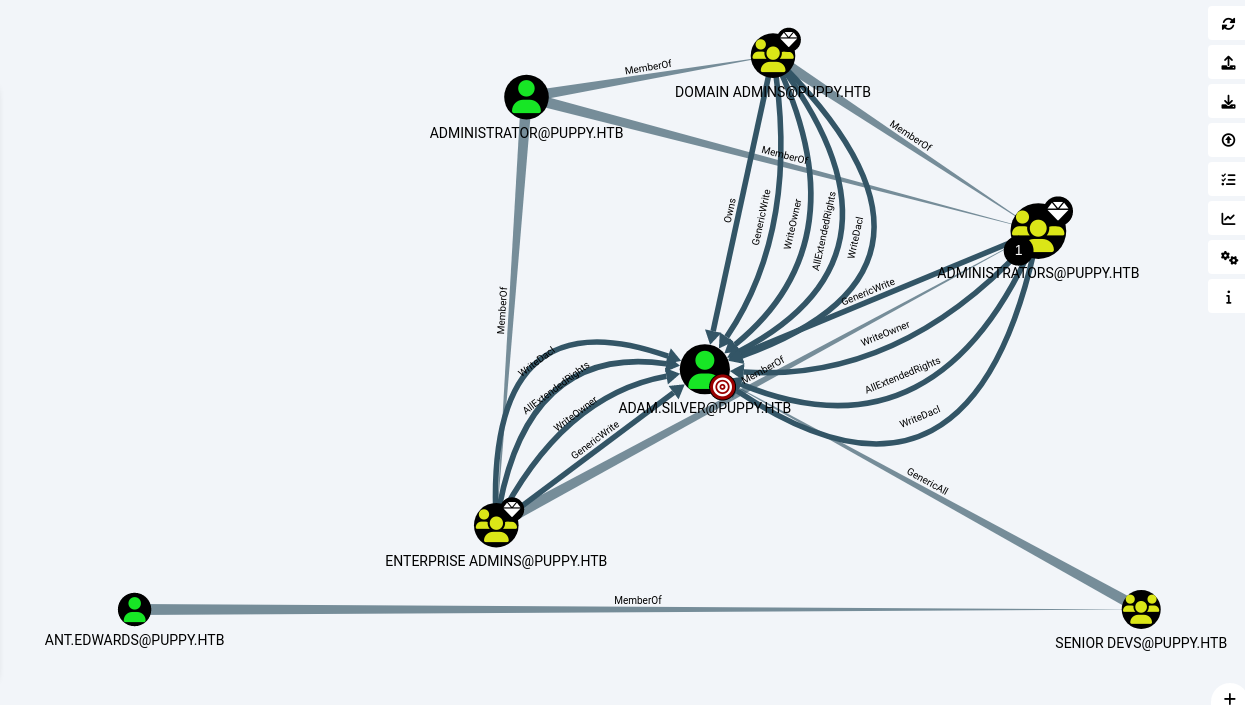 MemberOf
DOMAIN ADMINS@PUPPY.HTB
ADMINISTRATOR@PUPPY.HTB
MemberOf
MemberOf
Owns
GenericWrite
WriteOwner
AllExtendedRights
WriteDacl
1
ADMINISTRATORS@PUPPY.HTB
GenericWrite
MemberOf
WriteOwner
WriteDacl
MemberOf
AllExtendedRights
AllExtendedRights
WriteOwner
ADAM.SILVER@PUPPY.HTB
WriteDacl
GenericWrite
GenericAll
ENTERPRISE ADMINS@PUPPY.HTB
MemberOf
ANT.EDWARDS@PUPPY.HTB
SENIOR DEVS@PUPPY.HTB